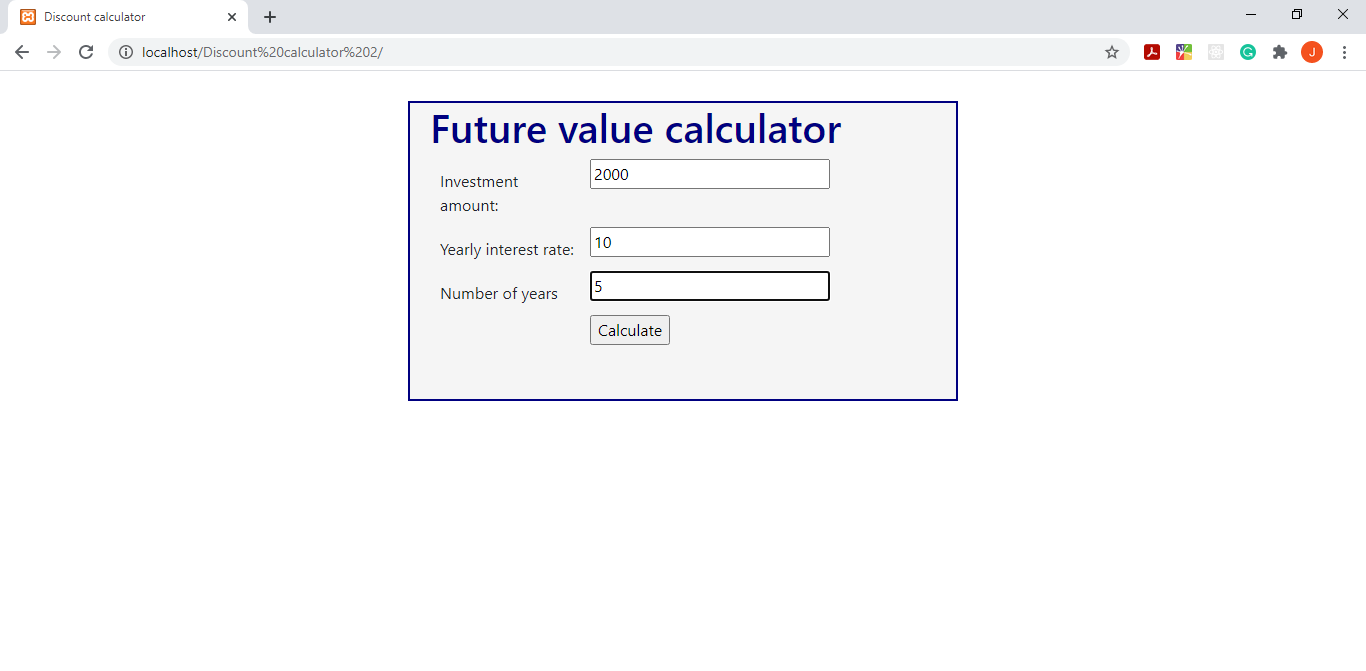 Discount calculator
localhost/Discount%20calculator%202/
J
Future value calculator
Investment
amount:
2000
Yearly interest rate:
10
Number of years
5
Calculate